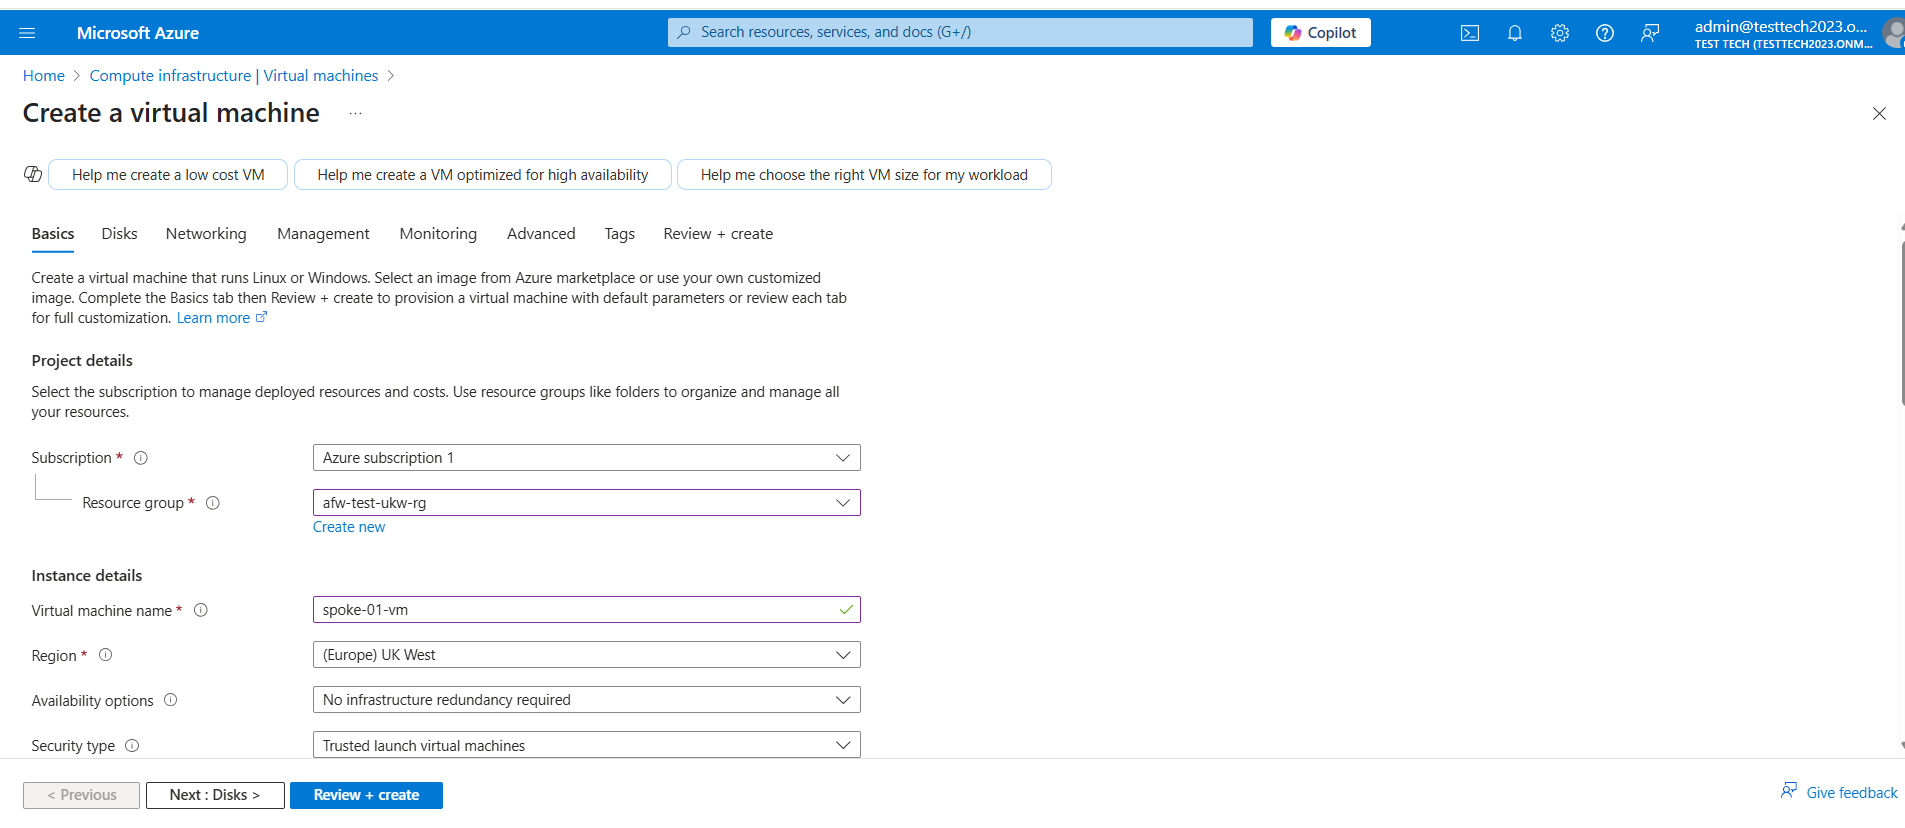 Microsoft Azure
Search resources, services, and docs (G+/)
Copilot
admin@testtech2023.o...
TEST TECH (TESTTECH2023.ONM...
Home > Compute infrastructure | Virtual machines >
Create a virtual machine ...
Help me create a low cost VM
Help me create a VM optimized for high availability
Help me choose the right VM size for my workload
Basics Disks Networking Management Monitoring Advanced Tags Review + create
Create a virtual machine that runs Linux or Windows. Select an image from Azure marketplace or use your own customized
image. Complete the Basics tab then Review + create to provision a virtual machine with default parameters or review each tab
for full customization. Learn more
Project details
Select the subscription to manage deployed resources and costs. Use resource groups like folders to organize and manage all
your resources.
Subscription * Azure subscription 1
Resource group * afw-test-ukw-rg
Create new
Instance details
Virtual machine name * spoke-01-vm
Region * (Europe) UK West
Availability options No infrastructure redundancy required
Security type Trusted launch virtual machines
< Previous
Next : Disks >
Review + create
Give feedback